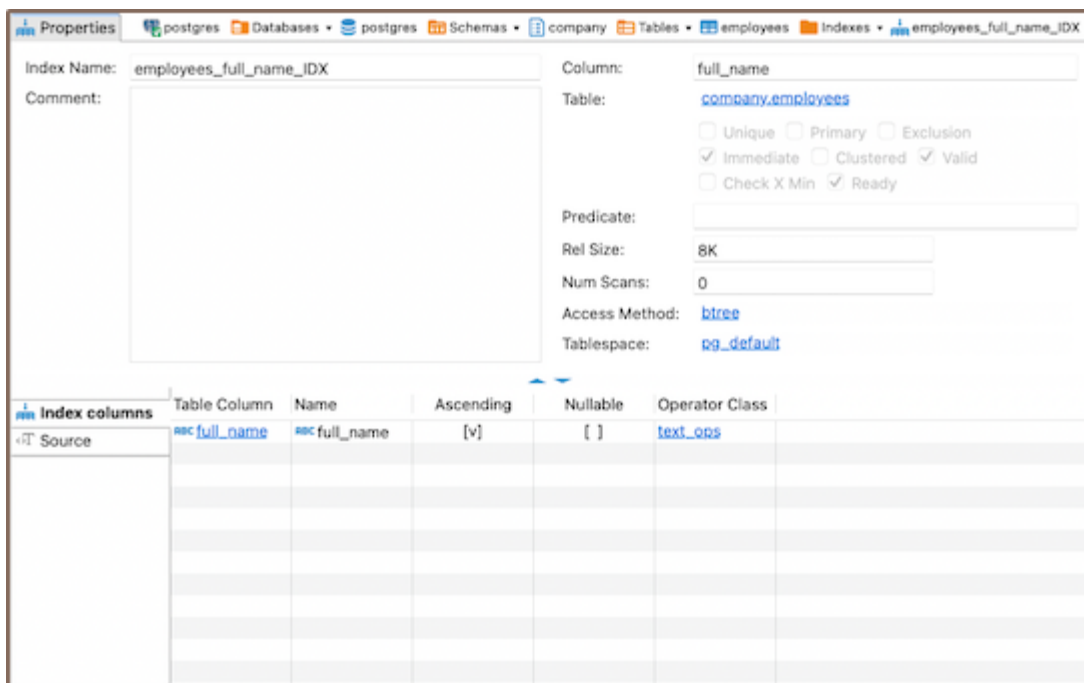 Properties postgres Databases postgres Schemas company Tables employees Indexes employees_full_name_IDX
Index Name: employees_full_name_IDX
Comment:
Column: full_name
Table: company.employees
Unique Primary Exclusion
Immediate Clustered Valid
Check X Min Ready
Predicate:
Rel Size: 8K
Num Scans: 0
Access Method: btree
Tablespace: pg_default
Index columns
Source
Table Column Name Ascending Nullable Operator Class
ABC full_name ABC full_name [v] [ ] text_ops